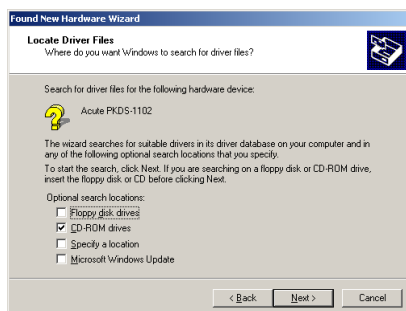 Found New Hardware Wizard
Locate Driver Files
Where do you want Windows to search for driver files?
Search for driver files for the following hardware device:
Acute PKDS-1102
The wizard searches for suitable drivers in its driver database on your computer and in
any of the following optional search locations that you specify.
To start the search, click Next. If you are searching on a floppy disk or CD-ROM drive,
insert the floppy disk or CD before clicking Next.
Optional search locations:
Floppy disk drives
CD-ROM drives
Specify a location
Microsoft Windows Update
< Back Next > Cancel